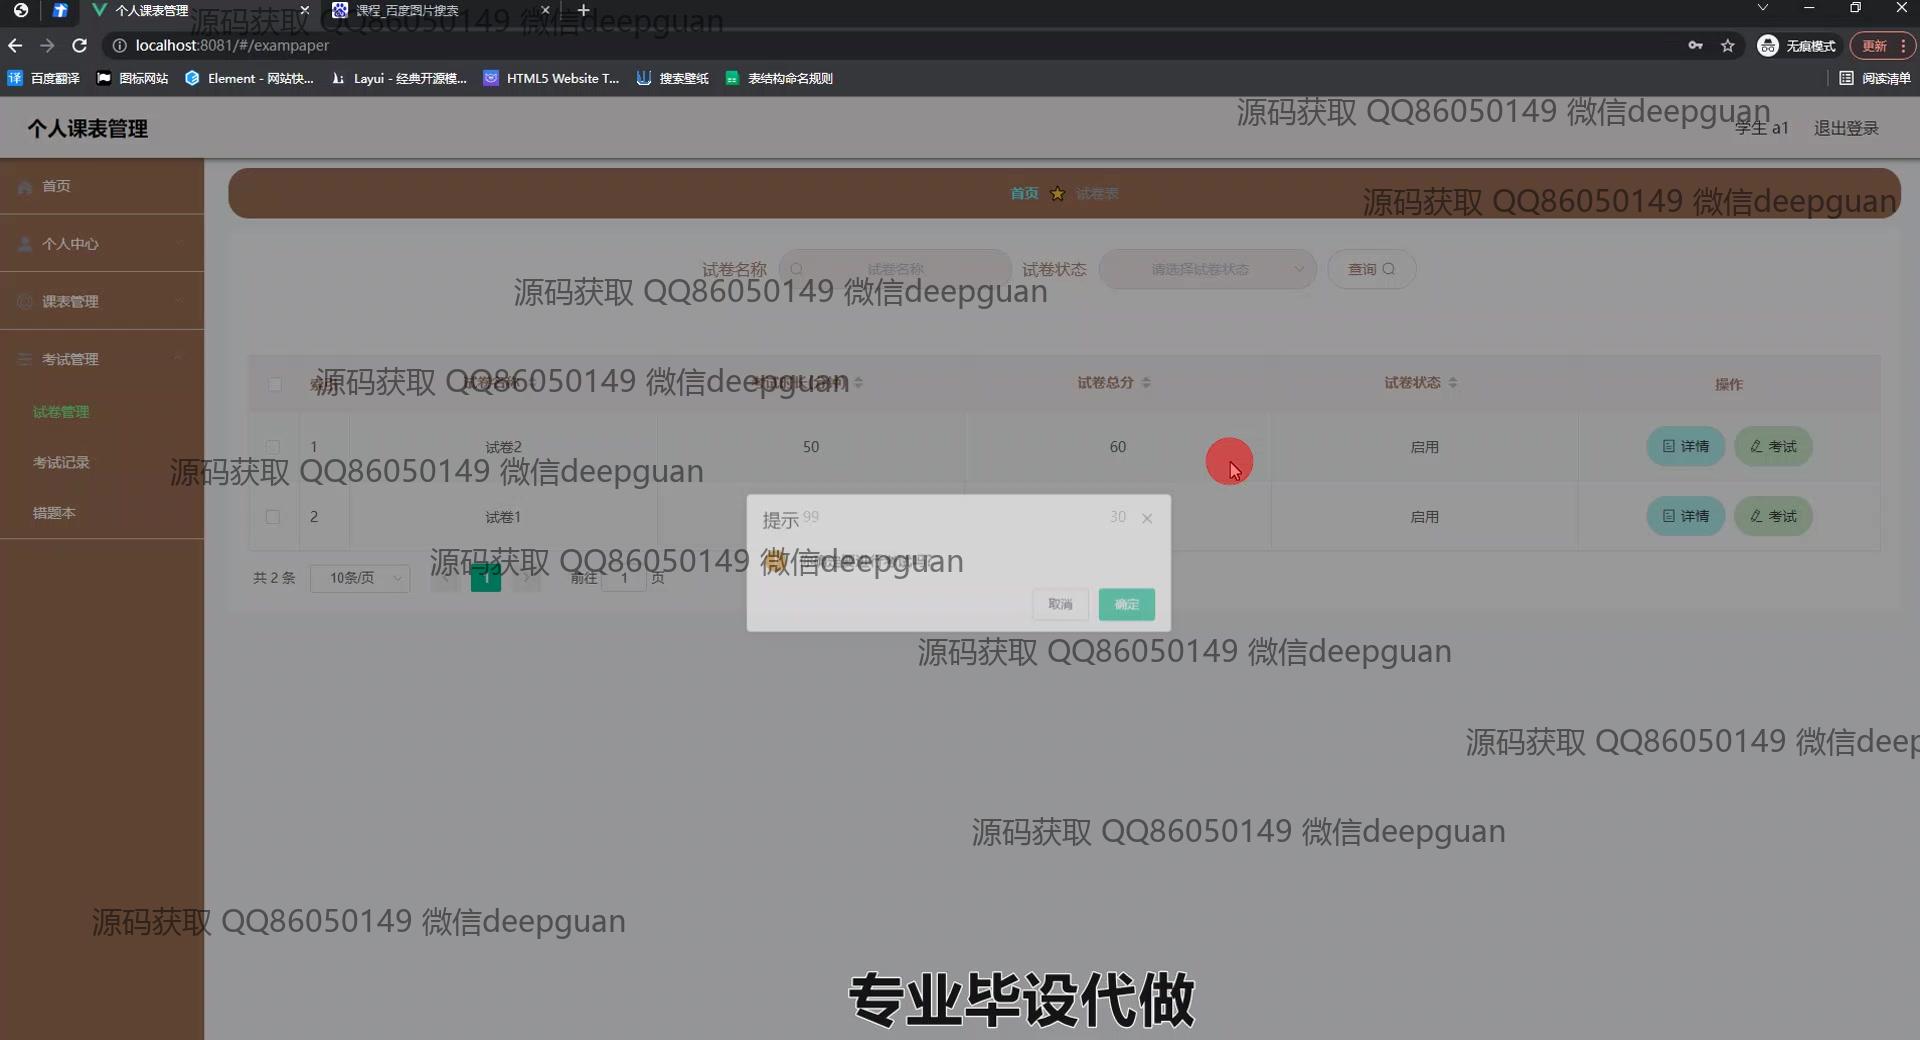 个人课表管理
课程_百度图片搜索
源码获取 QQ86050149 微信deepguan
localhost:8081/#/exampaper
无痕模式
更新
百度翻译
图标网站
Element - 网站快...
Layui - 经典开源模...
HTML5 Website T...
搜索壁纸
表结构命名规则
阅读清单
源码获取 QQ86050149 微信deepguan
个人课表管理
学生 a1
退出登录
首页
首页
试卷表
源码获取 QQ86050149 微信deepguan
个人中心
试卷名称
试卷名称
试卷状态
请选择试卷状态
查询
源码获取 QQ86050149 微信deepguan
课表管理
考试管理
源码获取 QQ86050149 微信deepguan
试卷总分
试卷状态
操作
试卷管理
1
试卷2
50
60
启用
详情
考试
考试记录
源码获取 QQ86050149 微信deepguan
错题本
2
试卷1
99
30
启用
详情
考试
提示
源码获取 QQ86050149 微信deepguan
共 2 条
10条/页
1
前往
1
页
取消
确定
源码获取 QQ86050149 微信deepguan
源码获取 QQ86050149 微信deep
源码获取 QQ86050149 微信deepguan
源码获取 QQ86050149 微信deepguan
专业毕设代做